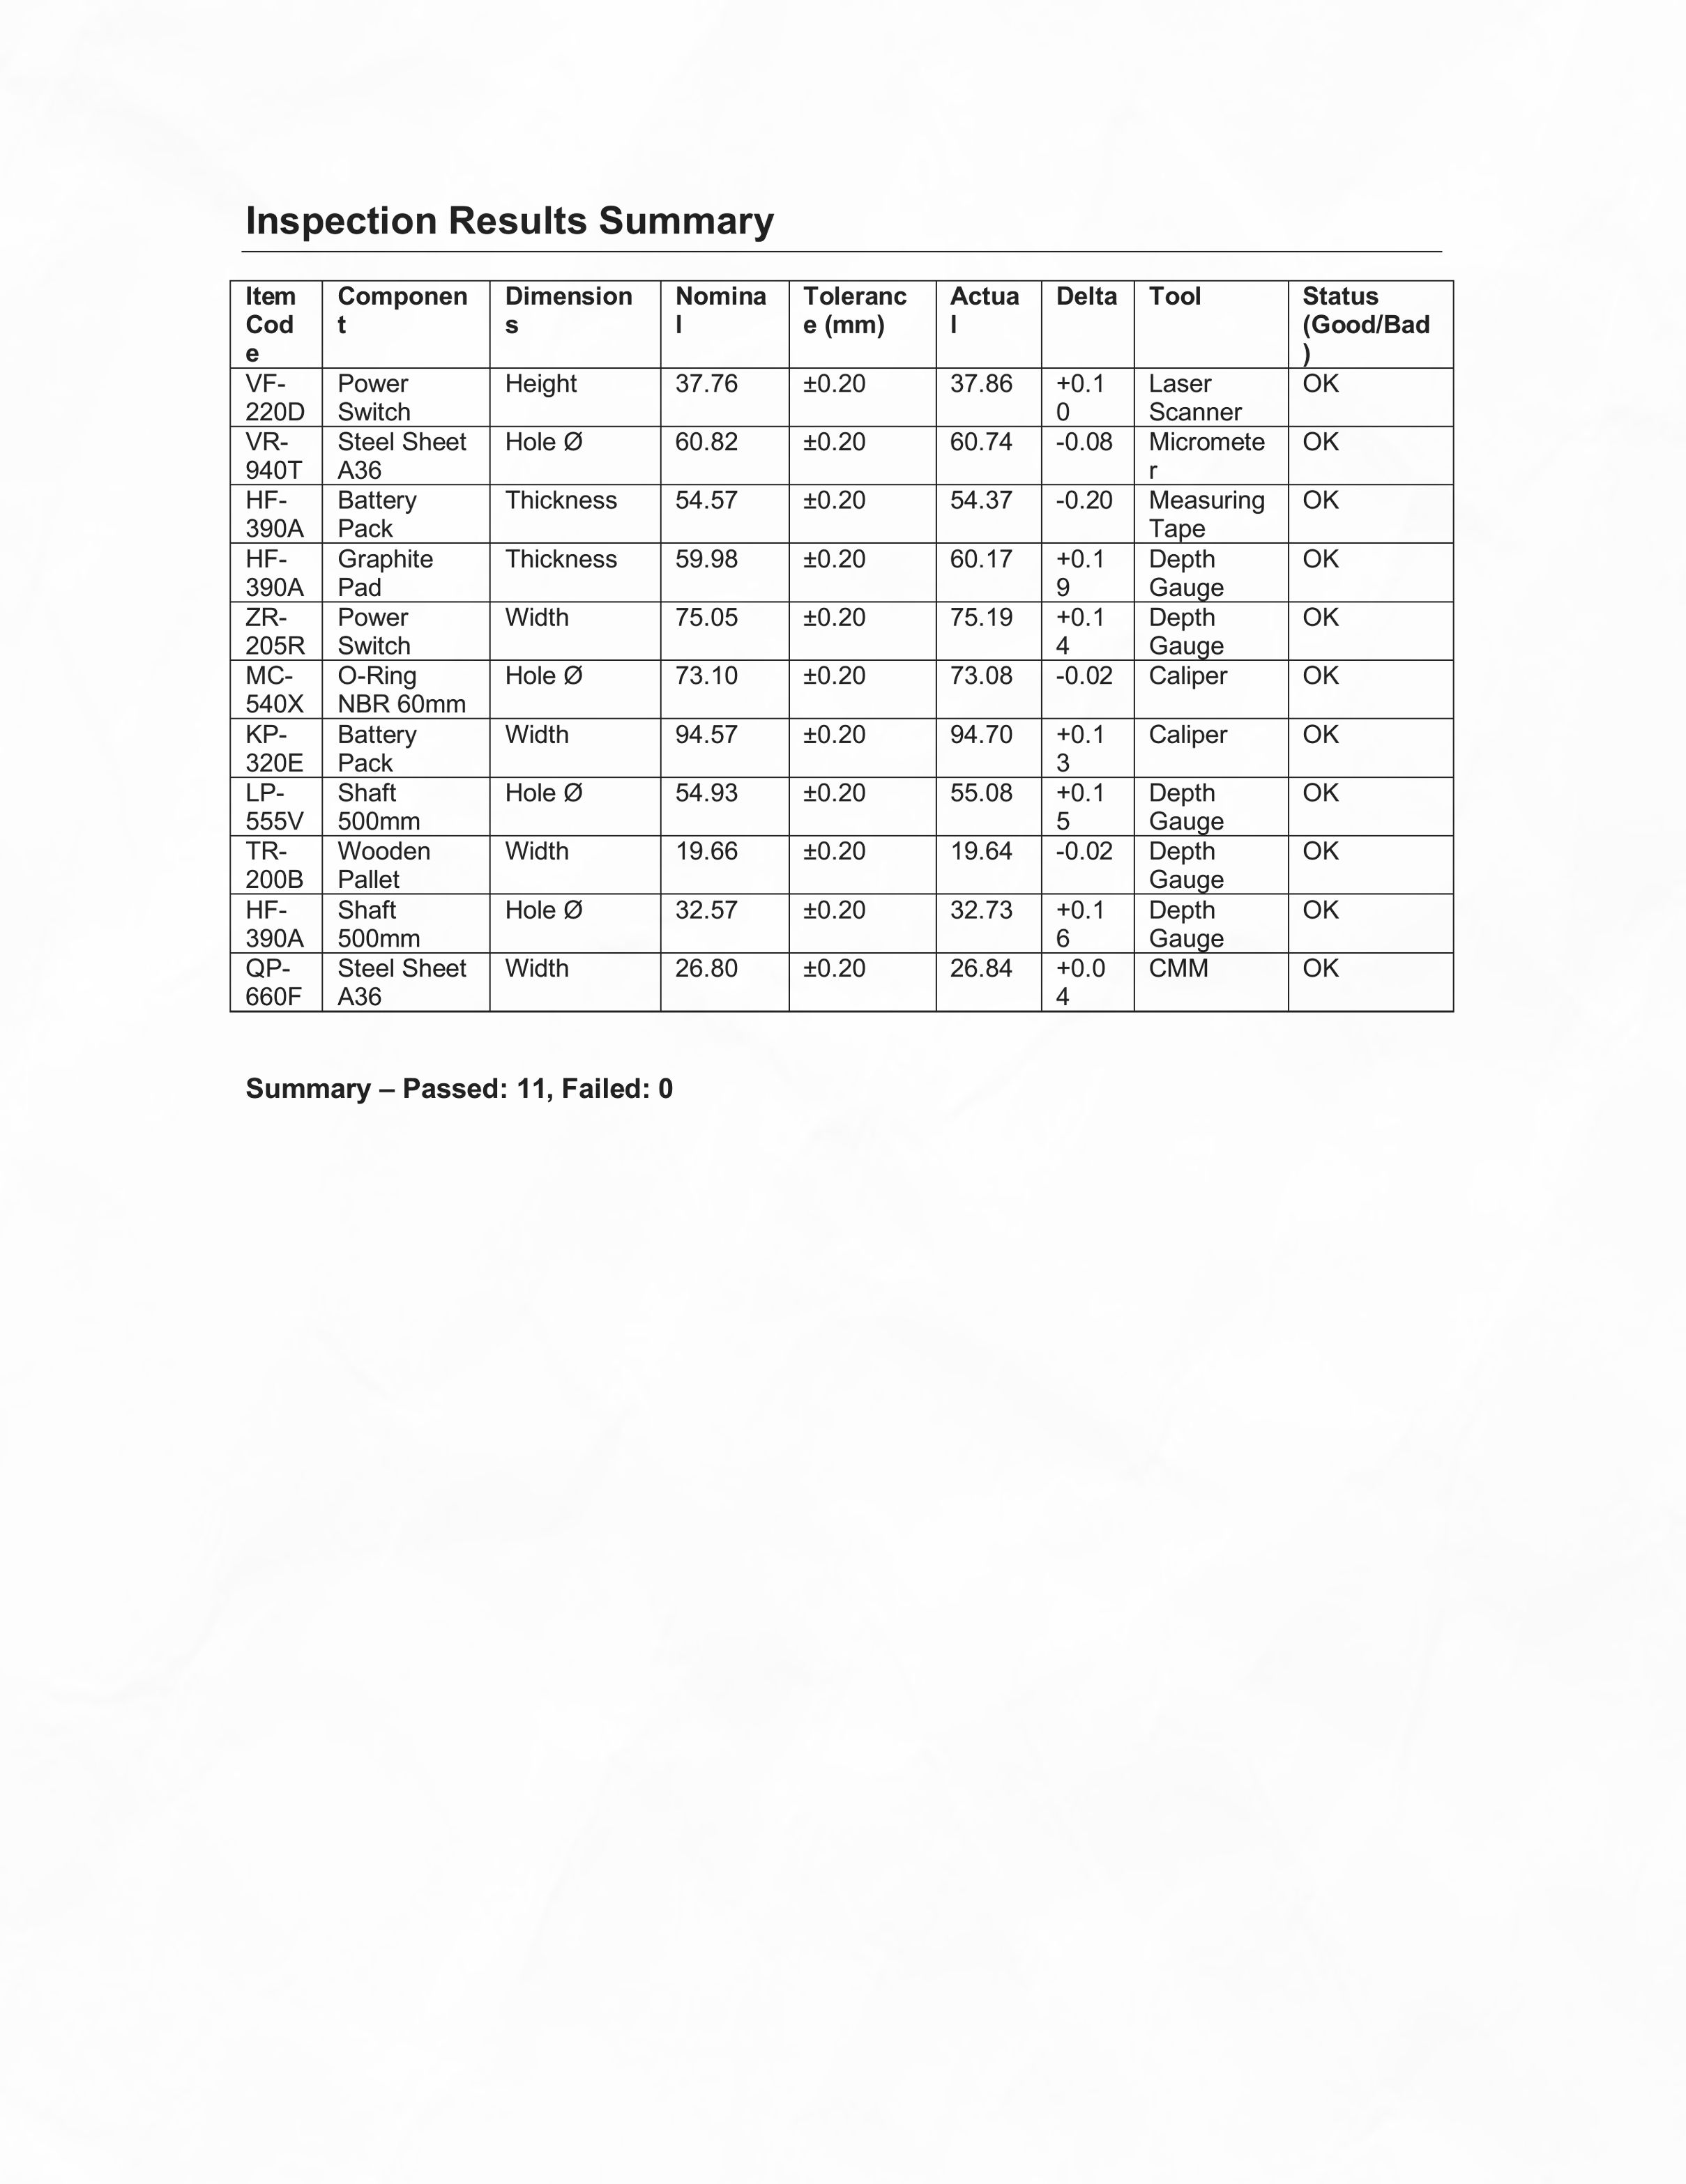 Inspection Results Summary
Item Code Component Dimensions Nominal Tolerance (mm) Actual Delta Tool Status (Good/Bad)
VF-220D Power Switch Height 37.76 ±0.20 37.86 +0.10 Laser Scanner OK
VR-940T Steel Sheet A36 Hole Ø 60.82 ±0.20 60.74 -0.08 Micrometer OK
HF-390A Battery Pack Thickness 54.57 ±0.20 54.37 -0.20 Measuring Tape OK
HF-390A Graphite Pad Thickness 59.98 ±0.20 60.17 +0.19 Depth Gauge OK
ZR-205R Power Switch Width 75.05 ±0.20 75.19 +0.14 Depth Gauge OK
MC-540X O-Ring NBR 60mm Hole Ø 73.10 ±0.20 73.08 -0.02 Caliper OK
KP-320E Battery Pack Width 94.57 ±0.20 94.70 +0.13 Caliper OK
LP-555V Shaft 500mm Hole Ø 54.93 ±0.20 55.08 +0.15 Depth Gauge OK
TR-200B Wooden Pallet Width 19.66 ±0.20 19.64 -0.02 Depth Gauge OK
HF-390A Shaft 500mm Hole Ø 32.57 ±0.20 32.73 +0.16 Depth Gauge OK
QP-660F Steel Sheet A36 Width 26.80 ±0.20 26.84 +0.04 CMM OK
Summary – Passed: 11, Failed: 0